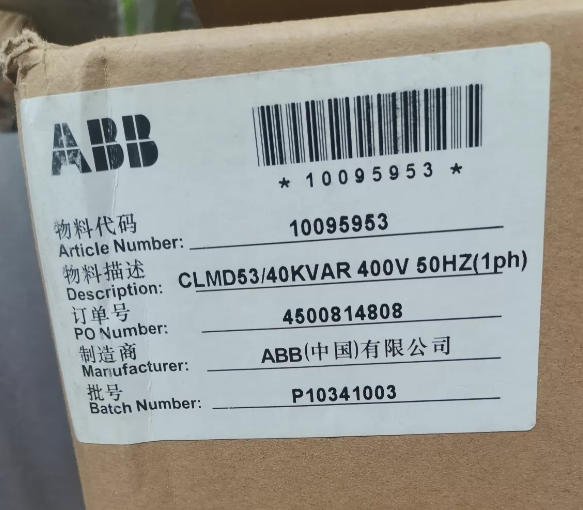 ABB
*10095953*
物料代码
Article Number: 10095953
物料描述
Description: CLMD53/40KVAR 400V 50HZ(1ph)
订单号
PO Number: 4500814808
制造商
Manufacturer: ABB(中国)有限公司
批号
Batch Number: P10341003